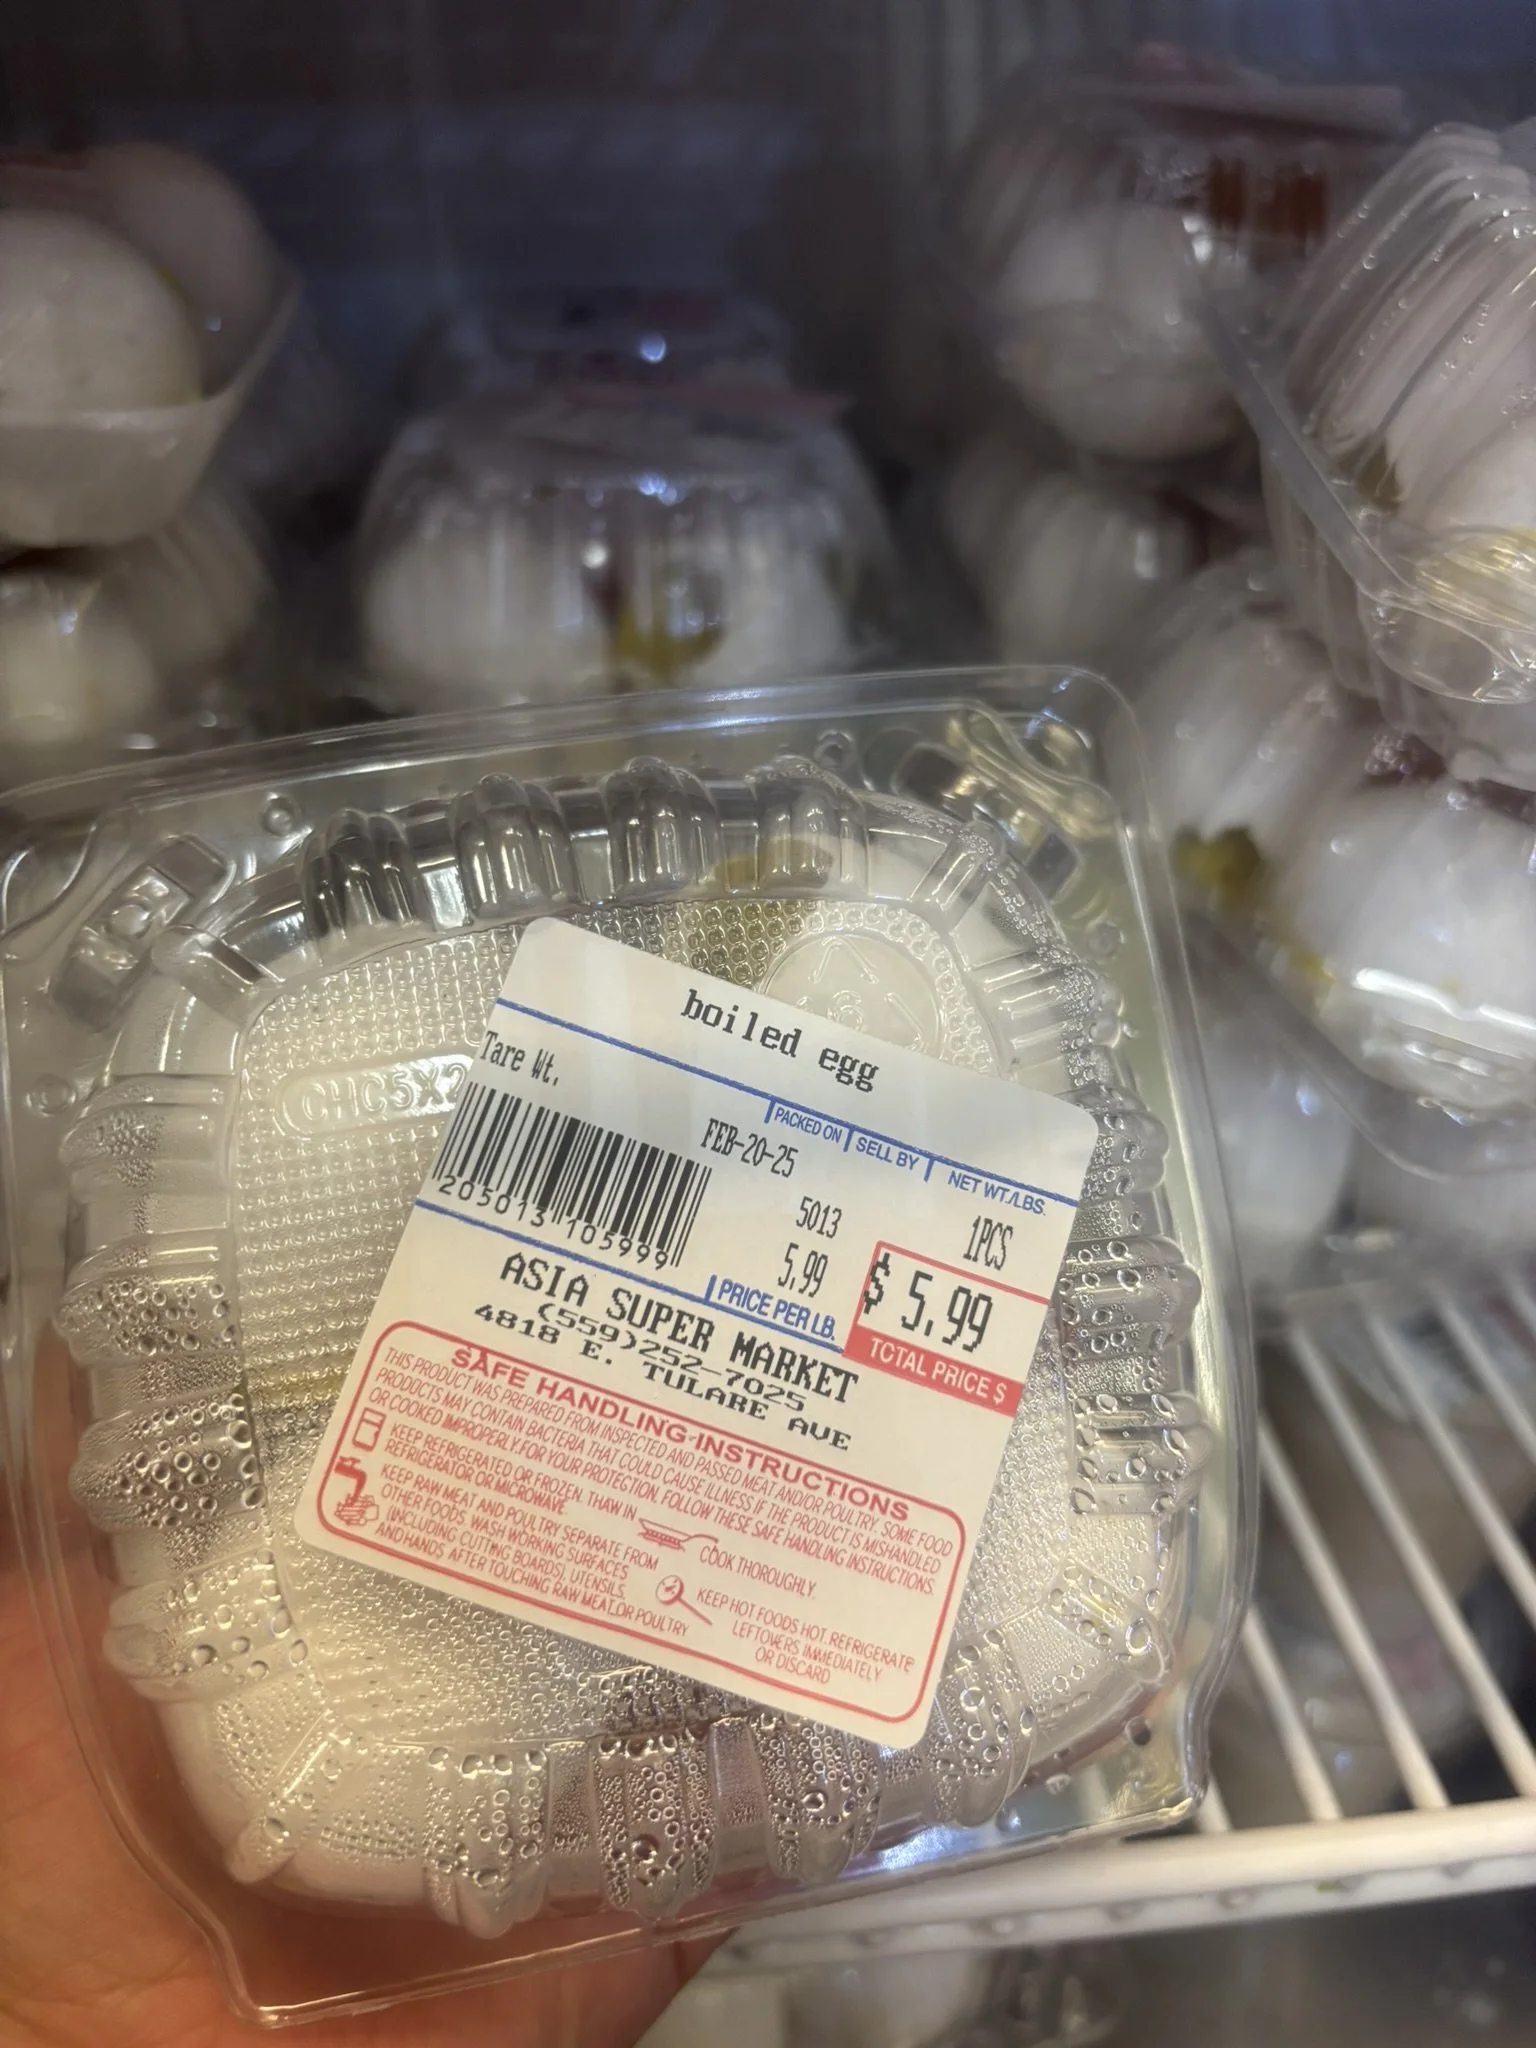 CHC5X2
6
boiled egg
Tare Wt.
PACKED ON SELL BY NET WT./LBS.
FEB-20-25
205013 105999
5013 1PCS
5.99 $ 5.99
PRICE PER LB. TOTAL PRICE $
ASIA SUPER MARKET
(559)252-7025
4818 E. TULARE AVE
SAFE HANDLING INSTRUCTIONS
THIS PRODUCT WAS PREPARED FROM INSPECTED AND PASSED MEAT AND/OR POULTRY. SOME FOOD
PRODUCTS MAY CONTAIN BACTERIA THAT COULD CAUSE ILLNESS IF THE PRODUCT IS MISHANDLED
OR COOKED IMPROPERLY. FOR YOUR PROTECTION, FOLLOW THESE SAFE HANDLING INSTRUCTIONS.
KEEP REFRIGERATED OR FROZEN. THAW IN
REFRIGERATOR OR MICROWAVE.
KEEP RAW MEAT AND POULTRY SEPARATE FROM
OTHER FOODS. WASH WORKING SURFACES
(INCLUDING CUTTING BOARDS), UTENSILS,
AND HANDS AFTER TOUCHING RAW MEAT OR POULTRY
COOK THOROUGHLY.
KEEP HOT FOODS HOT. REFRIGERATE
LEFTOVERS IMMEDIATELY
OR DISCARD